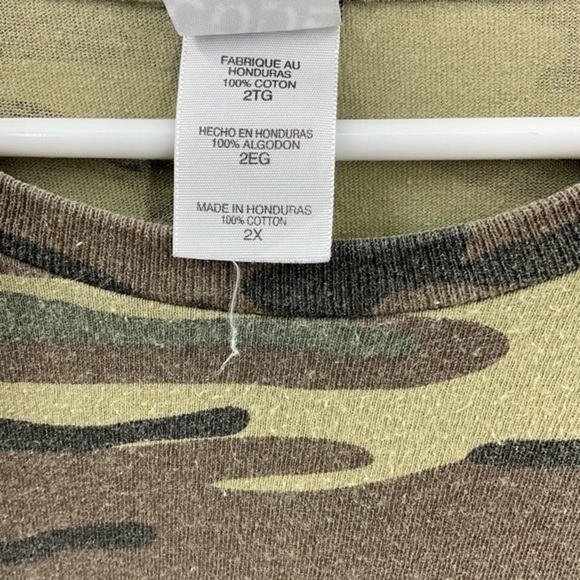 FABRIQUE AU
HONDURAS
100% COTON
2TG
HECHO EN HONDURAS
100% ALGODON
2EG
MADE IN HONDURAS
100% COTTON
2X